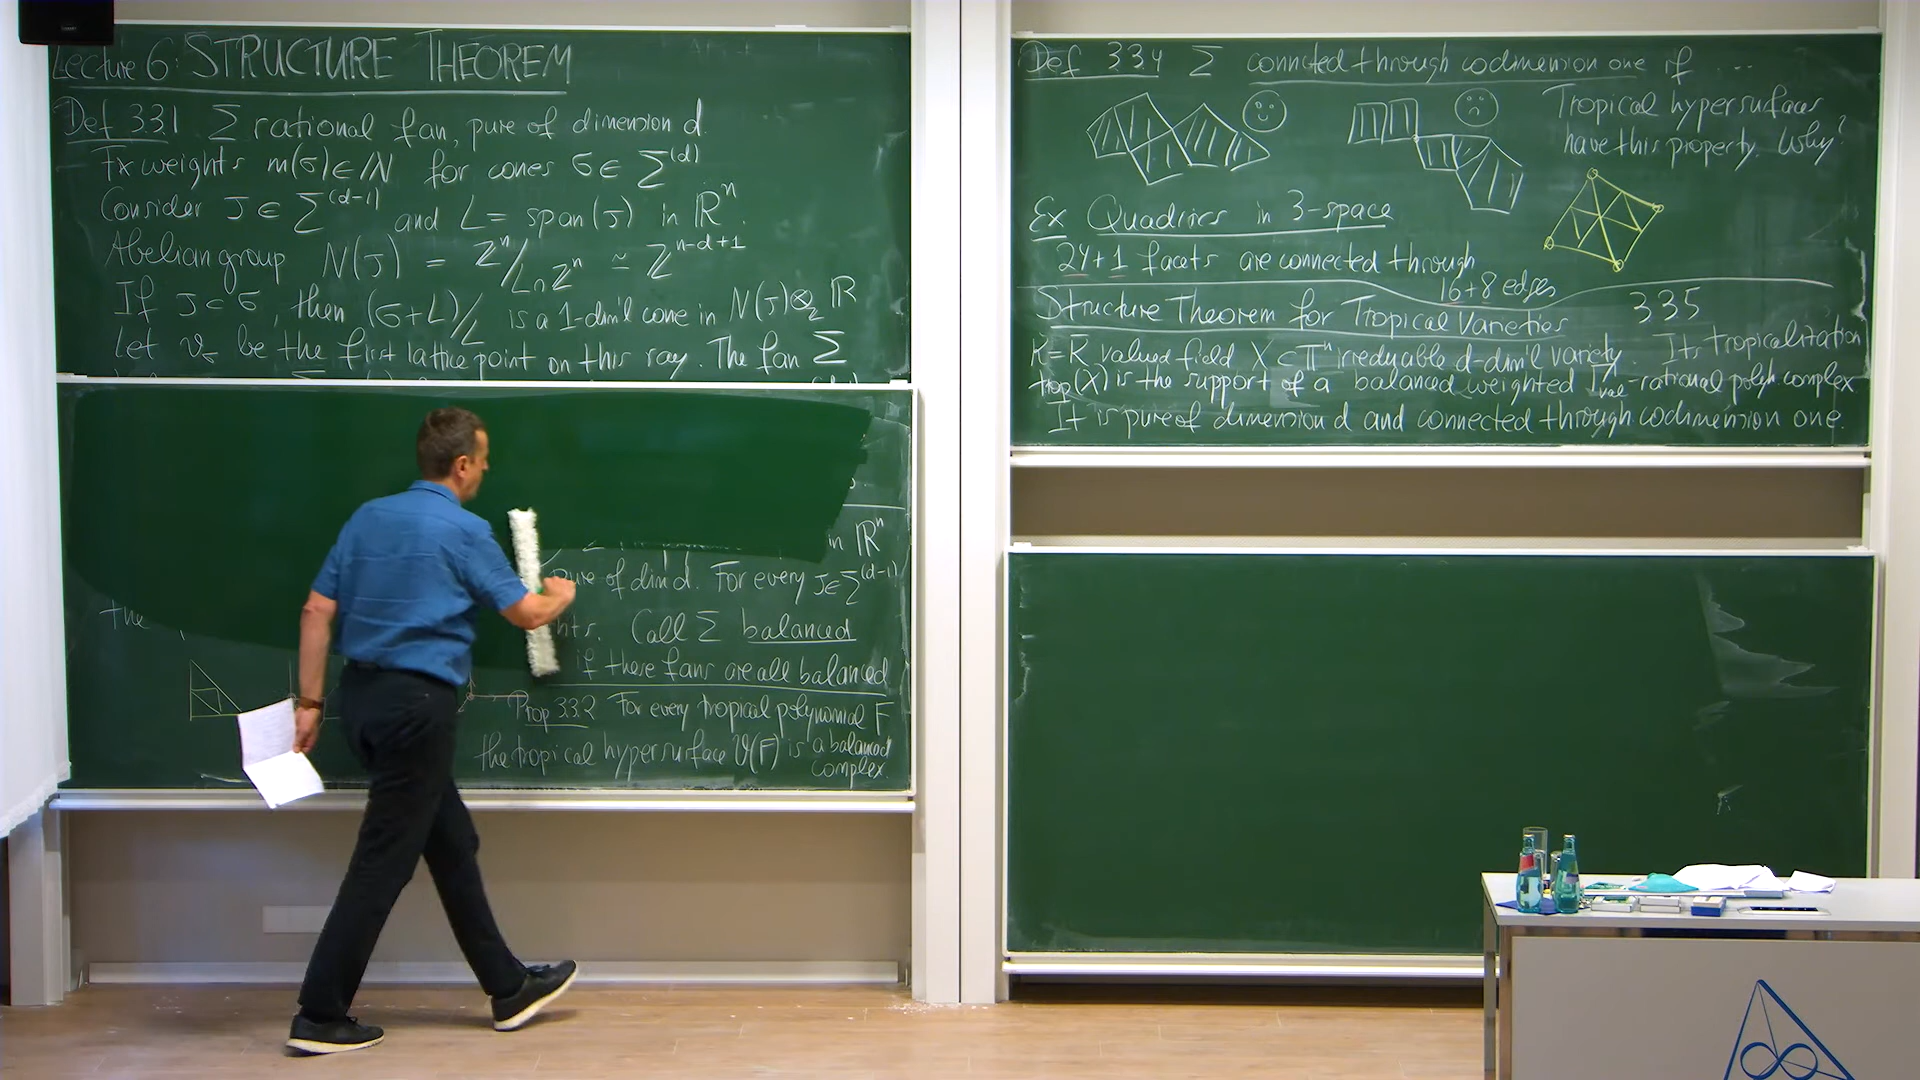 Lecture 6: STRUCTURE THEOREM
Def 3.3.1 Σ rational fan, pure of dimension d.
Fix weights m(σ)∈ℕ for cones σ∈Σ^(d)
Consider τ∈Σ^(d-1) and L = span(τ) in ℝ^n.
Abelian group N(τ) = ℤ^n/L∩ℤ^n ≃ ℤ^(n-d+1)
If τ⊂σ, then (σ+L)/L is a 1-dim'l cone in N(τ)⊗_ℤ ℝ
Let v_σ be the first lattice point on this ray. The fan Σ
in ℝ^n
the
pure of dim d. For every τ∈Σ^(d-1)
Call Σ balanced
if these fans are all balanced
Prop 3.3.2 For every tropical polynomial F
the tropical hypersurface V(F) is a balanced
complex.
Def 3.3.4 Σ connected through codimension one if ...
Tropical hypersurfaces
have this property. Why?
Ex Quadrics in 3-space
24+1 facets are connected through
16+8 edges
Structure Theorem for Tropical Varieties 3.3.5
K=K̄ valued field X⊂𝕋^n irreducible d-dim'l variety. Its tropicalization
trop(X) is the support of a balanced weighted Γ_val-rational polyh complex
It is pure of dimension d and connected through codimension one.